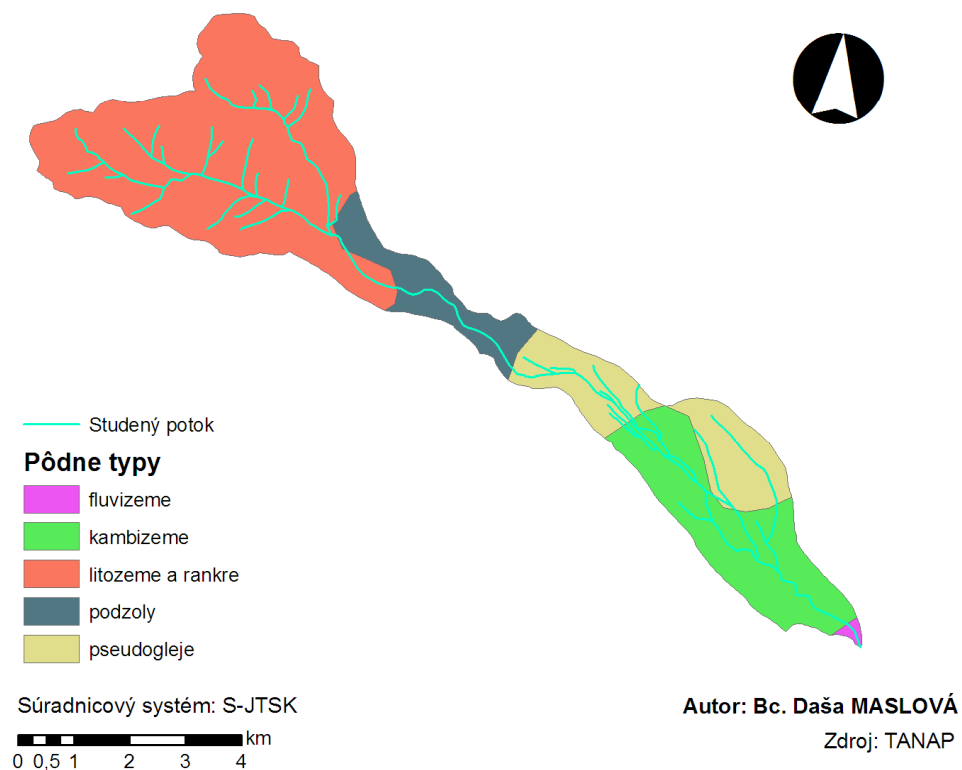 Studený potok
Pôdne typy
fluvizeme
kambizeme
litozeme a rankre
podzoly
pseudogleje
Súradnicový systém: S-JTSK
km
0 0,5 1 2 3 4
Autor: Bc. Daša MASLOVÁ
Zdroj: TANAP